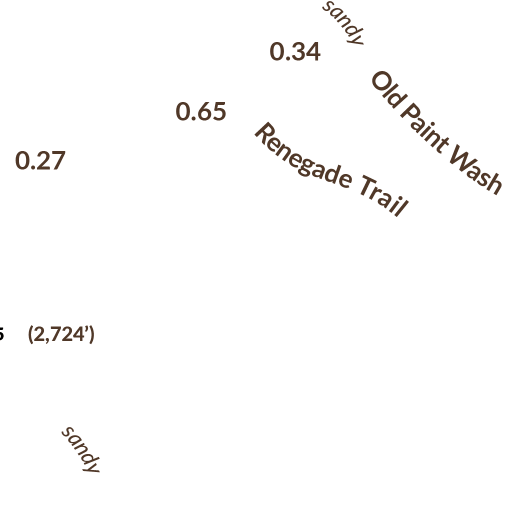 sandy
0.34
Old Paint Wash
0.65
Renegade Trail
0.27
(2,724’)
sandy